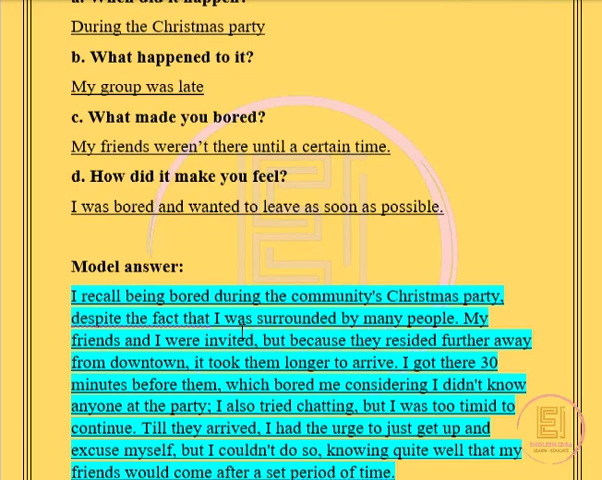 a. When did it happen?
During the Christmas party
b. What happened to it?
My group was late
c. What made you bored?
My friends weren’t there until a certain time.
d. How did it make you feel?
I was bored and wanted to leave as soon as possible.
Model answer:
I recall being bored during the community's Christmas party,
despite the fact that I was surrounded by many people. My
friends and I were invited, but because they resided further away
from downtown, it took them longer to arrive. I got there 30
minutes before them, which bored me considering I didn't know
anyone at the party; I also tried chatting, but I was too timid to
continue. Till they arrived, I had the urge to just get up and
excuse myself, but I couldn't do so, knowing quite well that my
friends would come after a set period of time.